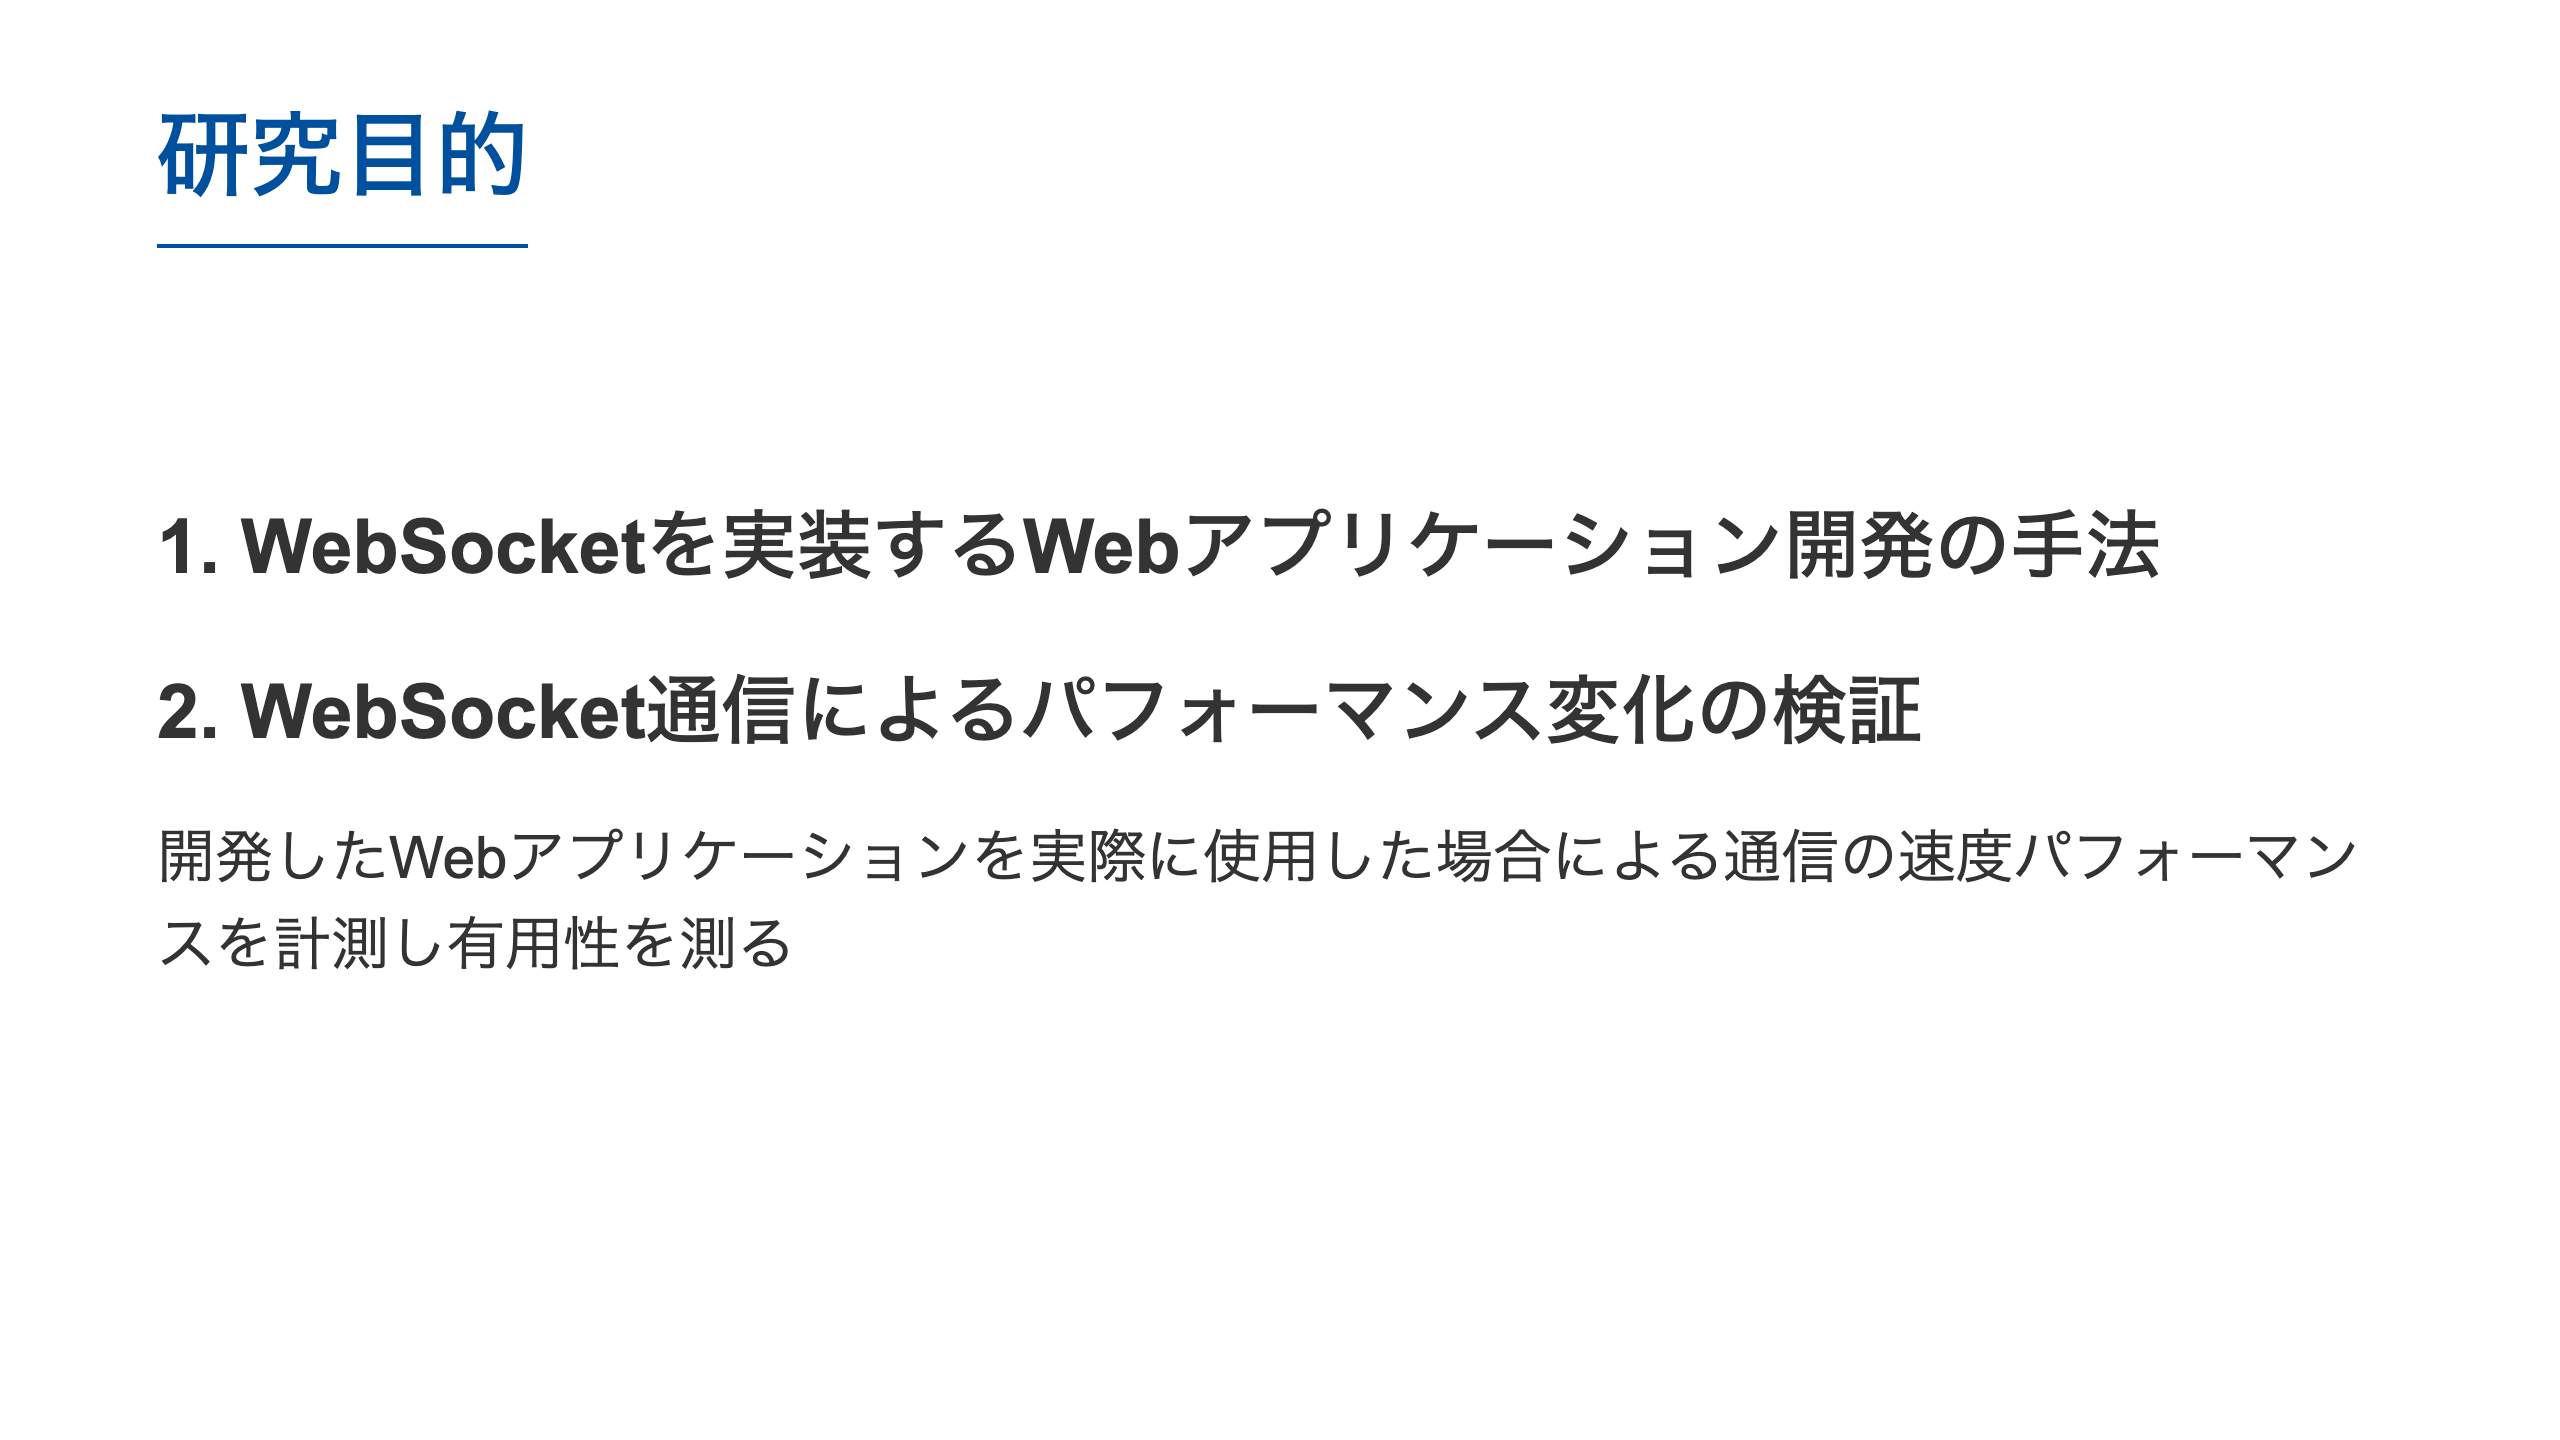 研究目的
1. WebSocketを実装するWebアプリケーション開発の手法
2. WebSocket通信によるパフォーマンス変化の検証
開発したWebアプリケーションを実際に使用した場合による通信の速度パフォーマン
スを計測し有用性を測る